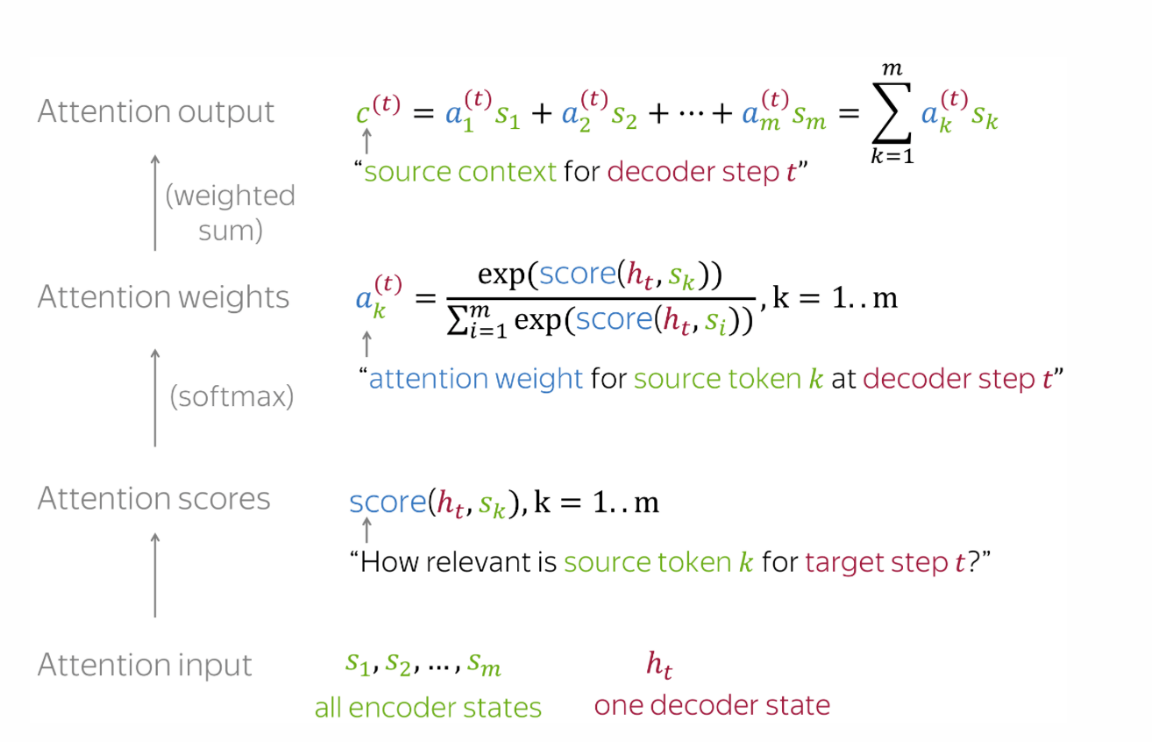 Attention output
c^(t) = a_1^(t) s_1 + a_2^(t) s_2 + ⋯ + a_m^(t) s_m = ∑_{k=1}^{m} a_k^(t) s_k
“source context for decoder step t”
(weighted
sum)
Attention weights
a_k^(t) = exp(score(h_t, s_k)) / ∑_{i=1}^{m} exp(score(h_t, s_i)), k = 1..m
“attention weight for source token k at decoder step t”
(softmax)
Attention scores
score(h_t, s_k), k = 1..m
“How relevant is source token k for target step t?”
Attention input
s_1, s_2, …, s_m
h_t
all encoder states
one decoder state